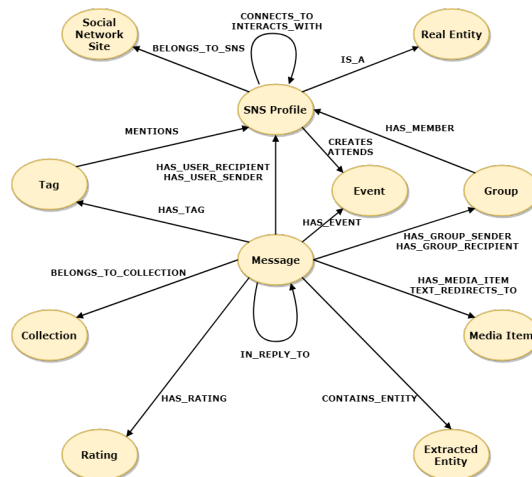 CONNECTS_TO
INTERACTS_WITH
Social
Network
Site
Real Entity
BELONGS_TO_SNS
IS_A
SNS Profile
HAS_MEMBER
MENTIONS
CREATES
ATTENDS
HAS_USER_RECIPIENT
HAS_USER_SENDER
Tag
Event
Group
HAS_TAG
HAS_EVENT
HAS_GROUP_SENDER
HAS_GROUP_RECIPIENT
Message
BELONGS_TO_COLLECTION
HAS_MEDIA_ITEM
TEXT_REDIRECTS_TO
Collection
Media Item
IN_REPLY_TO
HAS_RATING
CONTAINS_ENTITY
Rating
Extracted
Entity